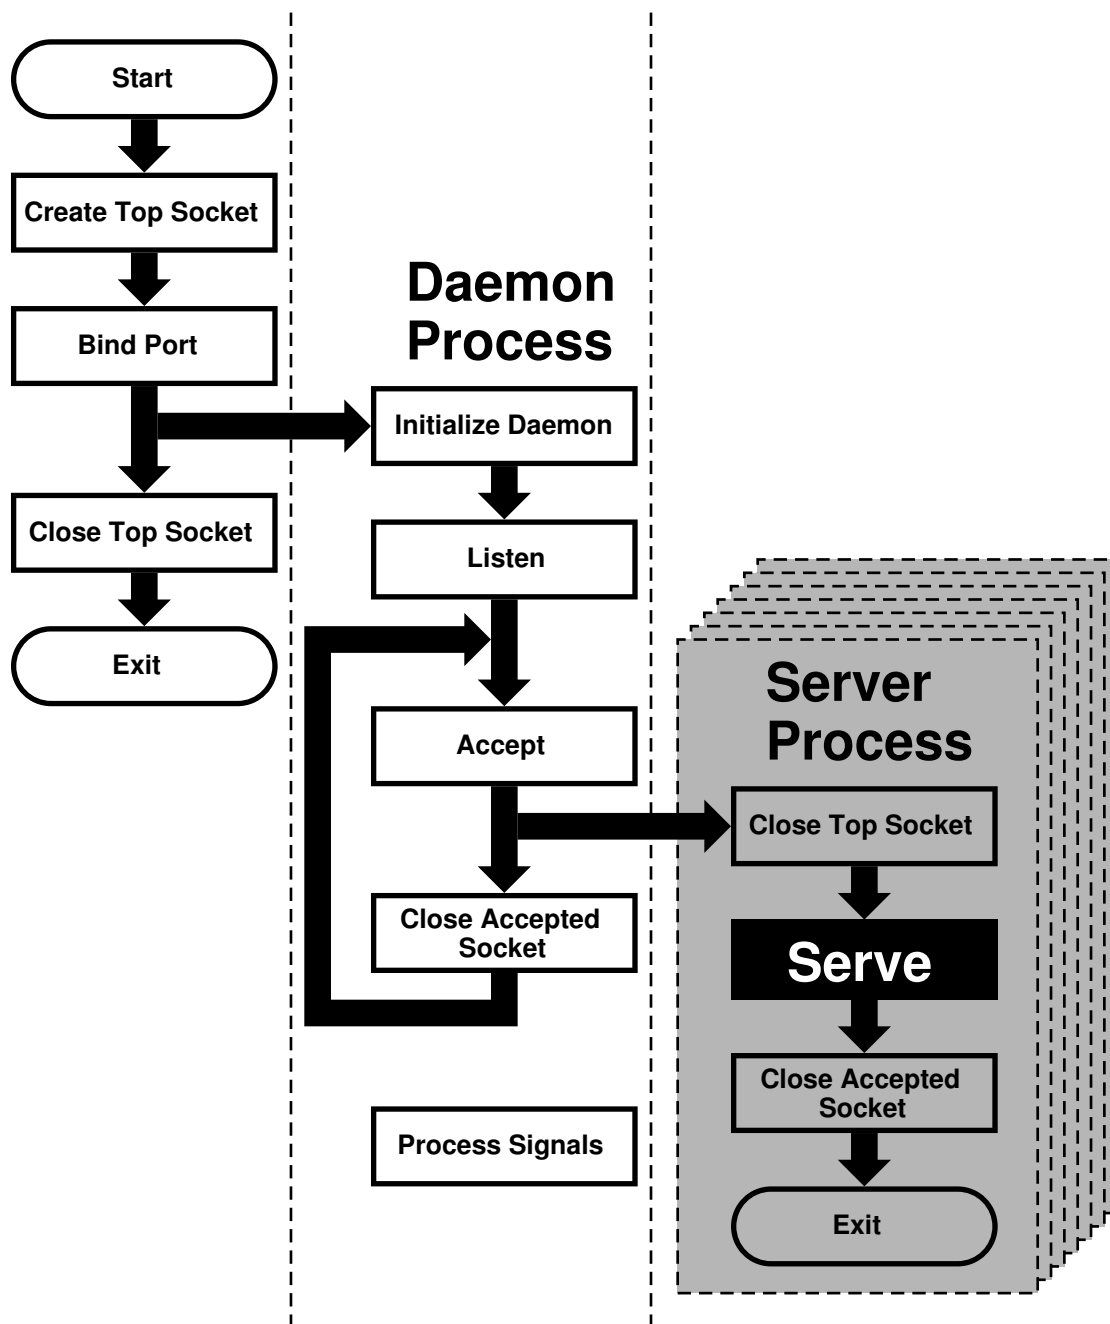 Start
Create Top Socket
Bind Port
Close Top Socket
Exit
Daemon
Process
Initialize Daemon
Listen
Accept
Close Accepted
Socket
Process Signals
Server
Process
Close Top Socket
Serve
Close Accepted
Socket
Exit